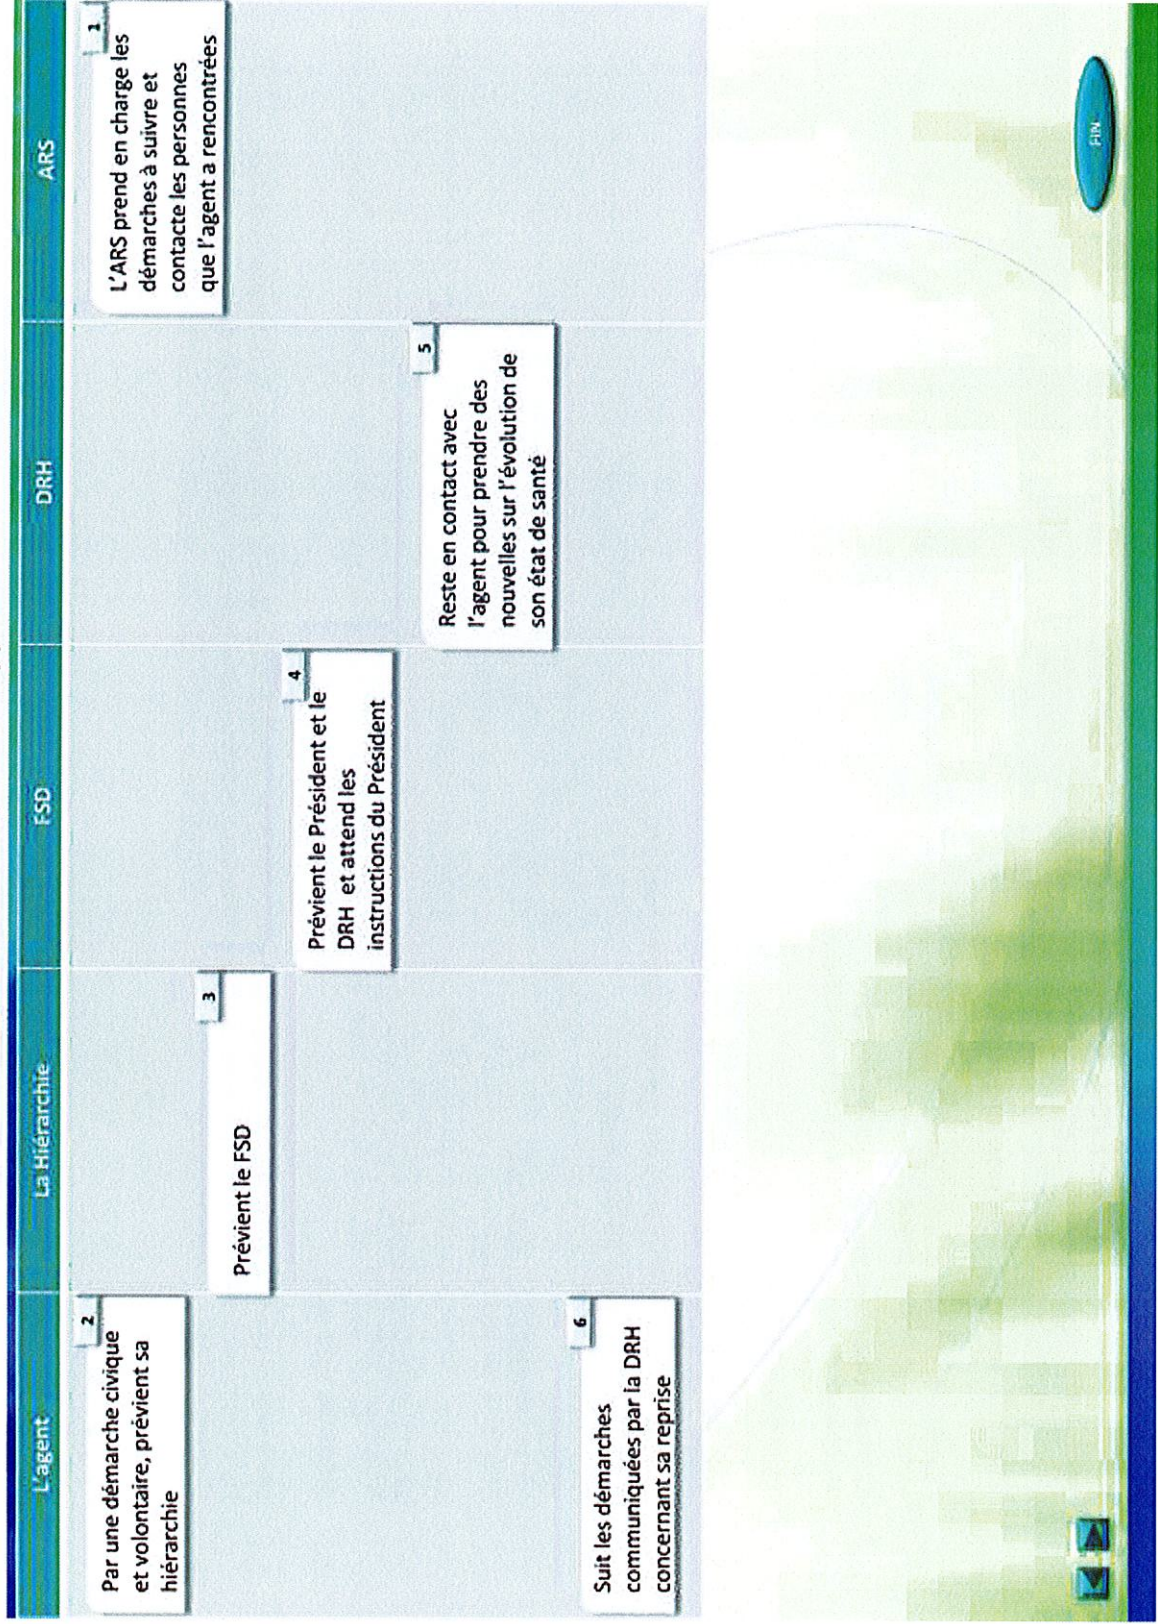 L'agent
La Hiérarchie
FSD
DRH
ARS
1
L'ARS prend en charge les
démarches à suivre et
contacte les personnes
que l'agent a rencontrées
2
Par une démarche civique
et volontaire, prévient sa
hiérarchie
3
Prévient le FSD
4
Prévient le Président et le
DRH et attend les
instructions du Président
5
Reste en contact avec
l'agent pour prendre des
nouvelles sur l'évolution de
son état de santé
6
Suit les démarches
communiquées par la DRH
concernant sa reprise
FIN